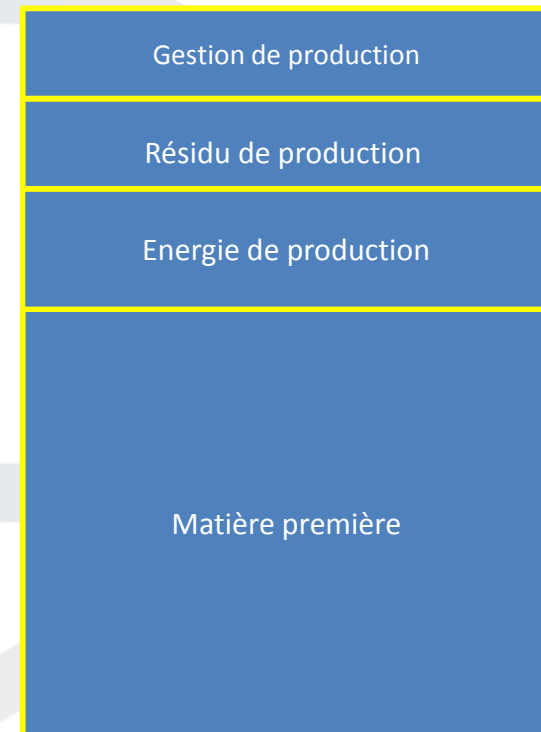 Gestion de production
Résidu de production
Energie de production
Matière première